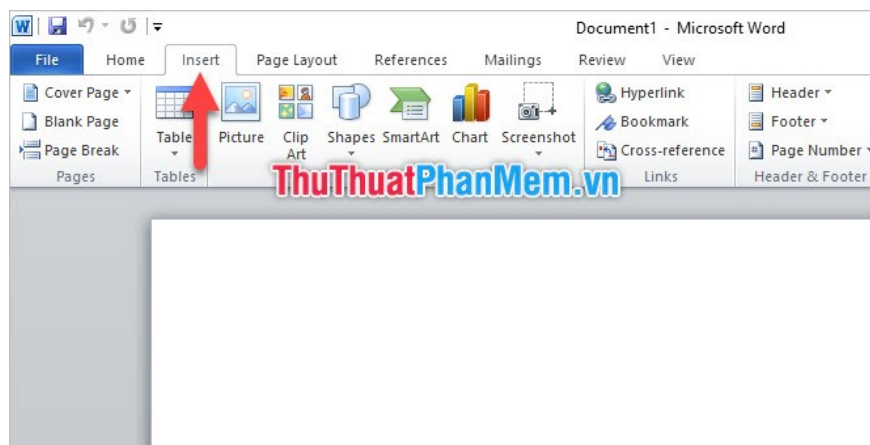 W
Document1 - Microsoft Word
File Home Insert Page Layout References Mailings Review View
Cover Page
Blank Page
Page Break
Pages
Table
Tables
Picture
Clip
Art
Shapes
SmartArt
Chart
Screenshot
Hyperlink
Bookmark
Cross-reference
Links
Header
Footer
Page Number
Header & Footer
ThuThuatPhanMem.vn